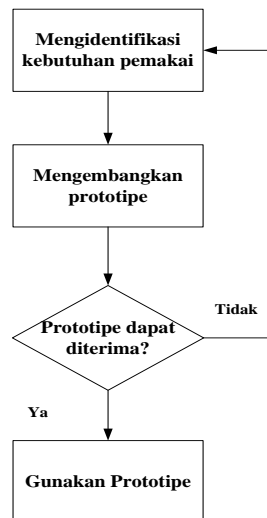 Mengidentifikasi
kebutuhan pemakai
Mengembangkan
prototipe
Prototipe dapat
diterima?
Tidak
Ya
Gunakan Prototipe